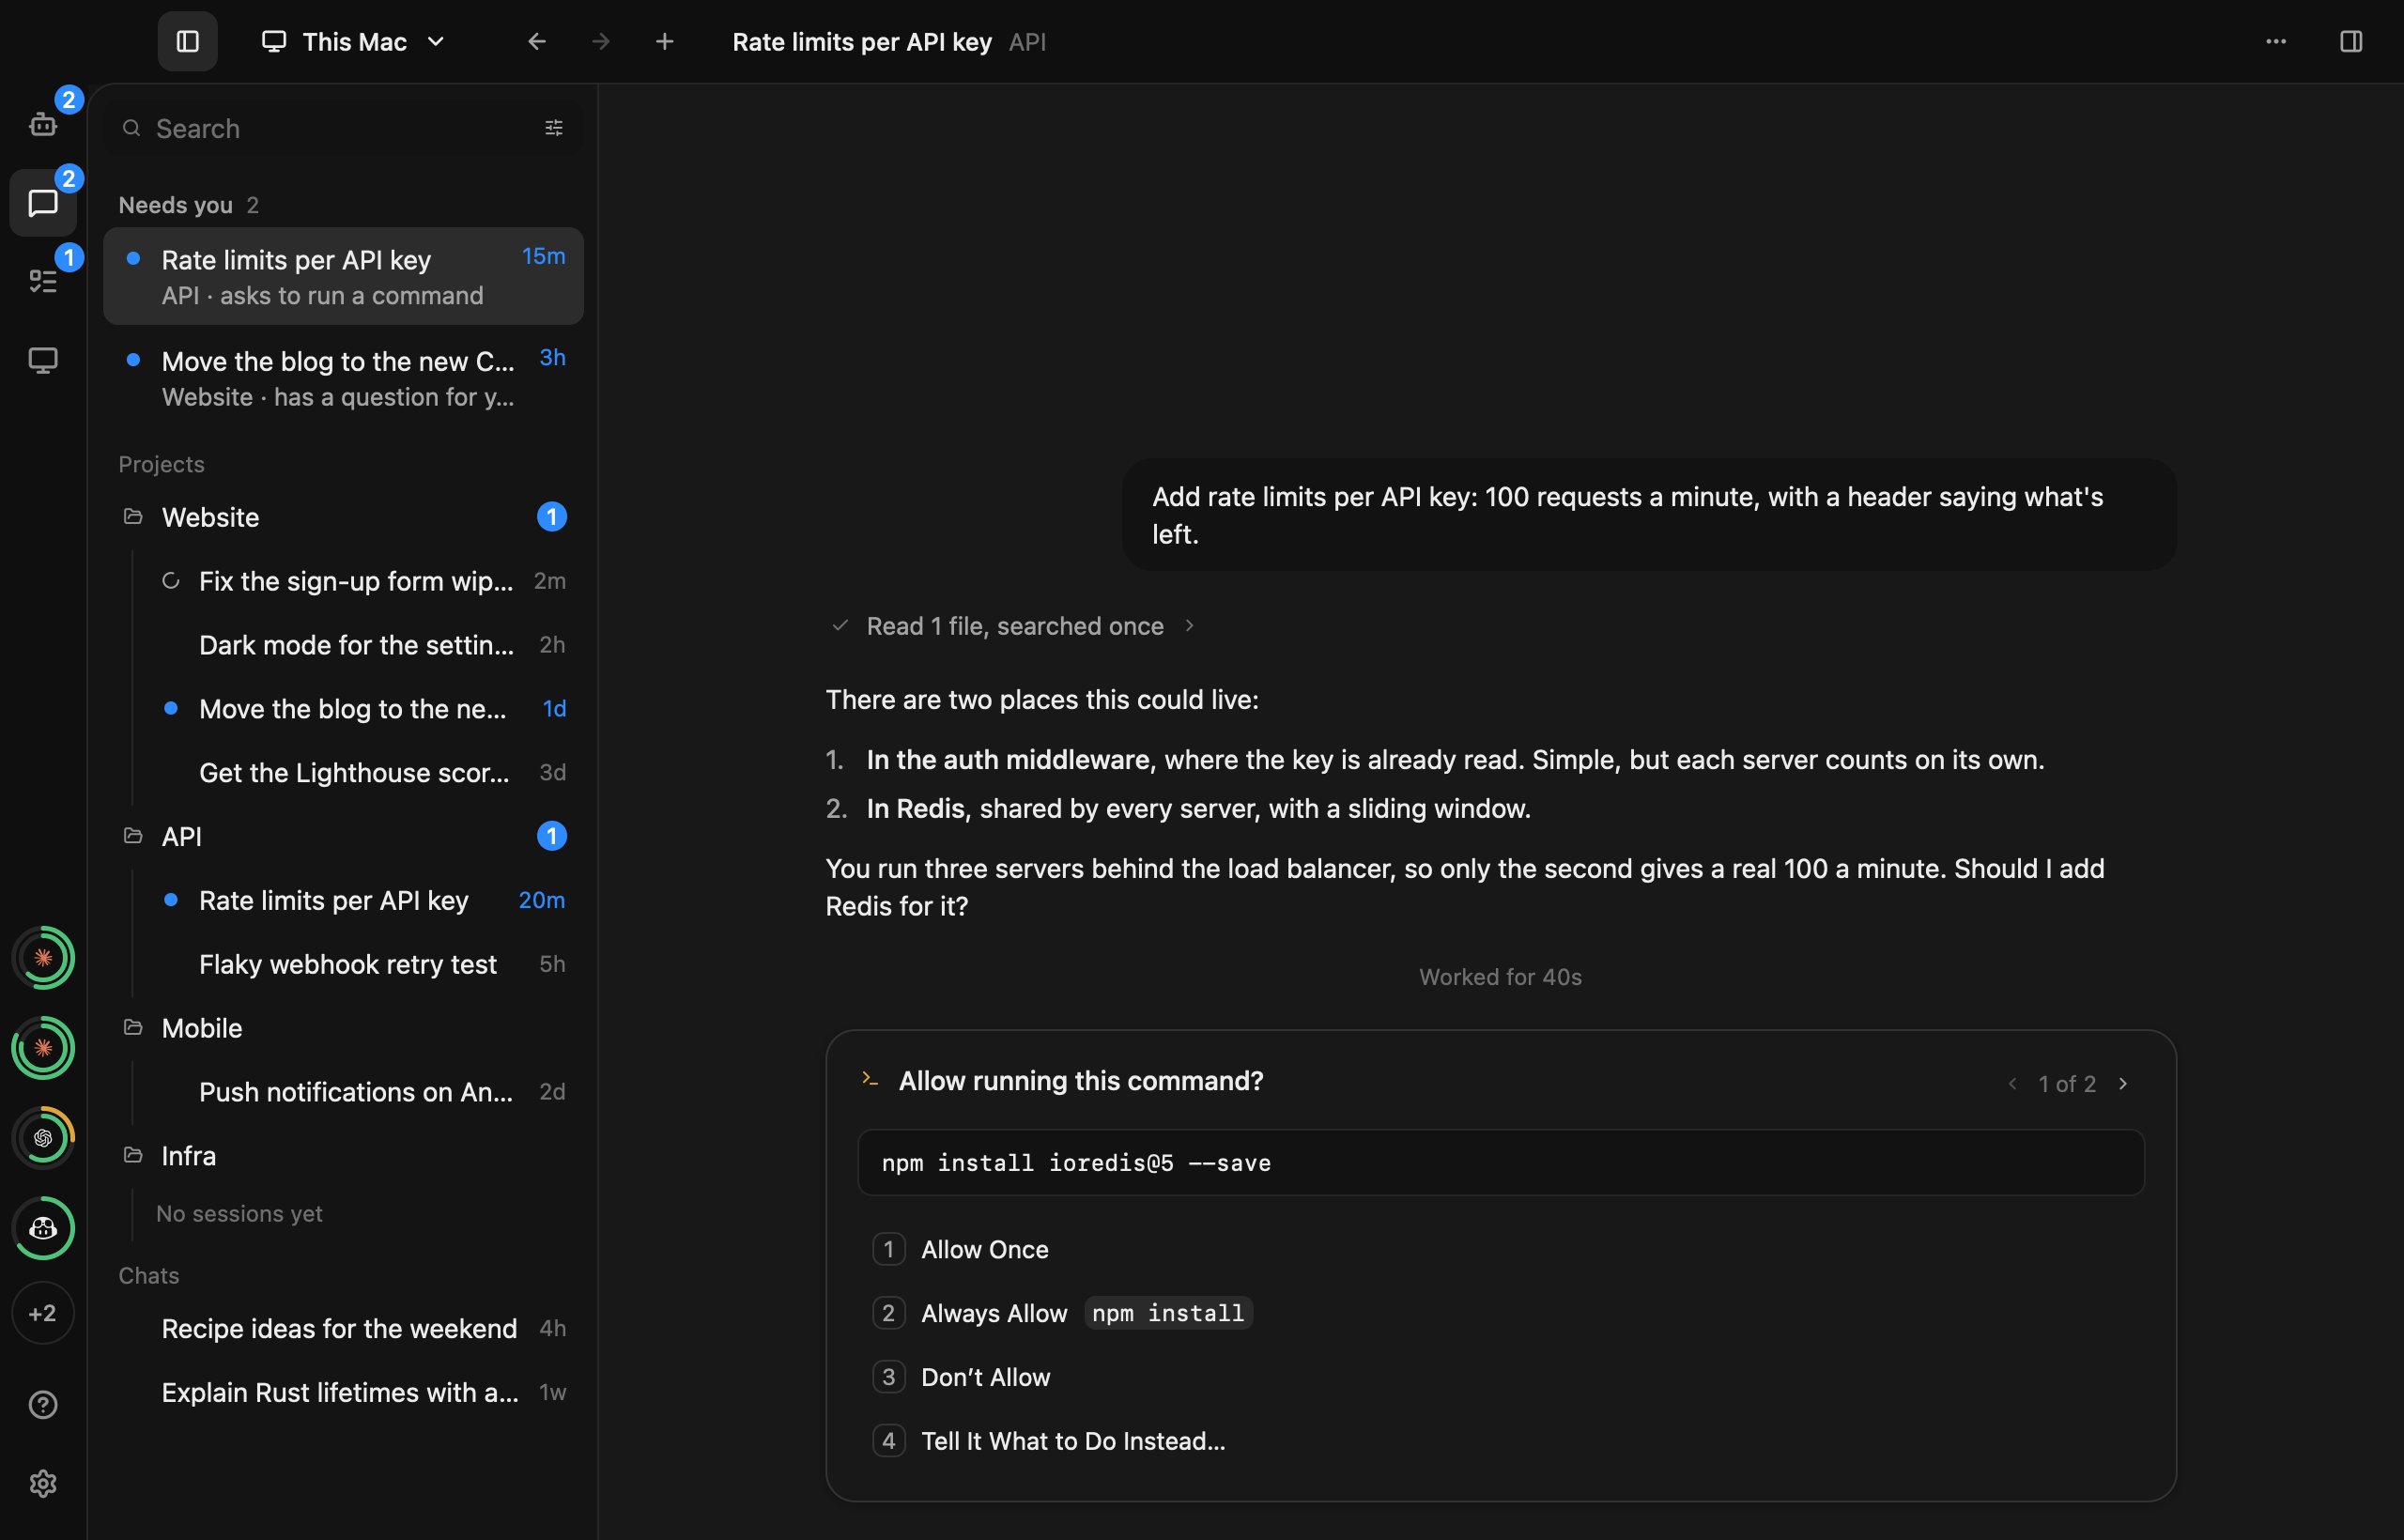 This Mac
Rate limits per API key API
2
2
1
+2
Search
Needs you 2
Rate limits per API key 15m
API · asks to run a command
Move the blog to the new C... 3h
Website · has a question for y...
Projects
Website 1
Fix the sign-up form wip... 2m
Dark mode for the settin... 2h
Move the blog to the ne... 1d
Get the Lighthouse scor... 3d
API 1
Rate limits per API key 20m
Flaky webhook retry test 5h
Mobile
Push notifications on An... 2d
Infra
No sessions yet
Chats
Recipe ideas for the weekend 4h
Explain Rust lifetimes with a... 1w
Add rate limits per API key: 100 requests a minute, with a header saying what's
left.
Read 1 file, searched once
There are two places this could live:
1. In the auth middleware, where the key is already read. Simple, but each server counts on its own.
2. In Redis, shared by every server, with a sliding window.
You run three servers behind the load balancer, so only the second gives a real 100 a minute. Should I add
Redis for it?
Worked for 40s
Allow running this command? 1 of 2
npm install ioredis@5 --save
1 Allow Once
2 Always Allow npm install
3 Don’t Allow
4 Tell It What to Do Instead...